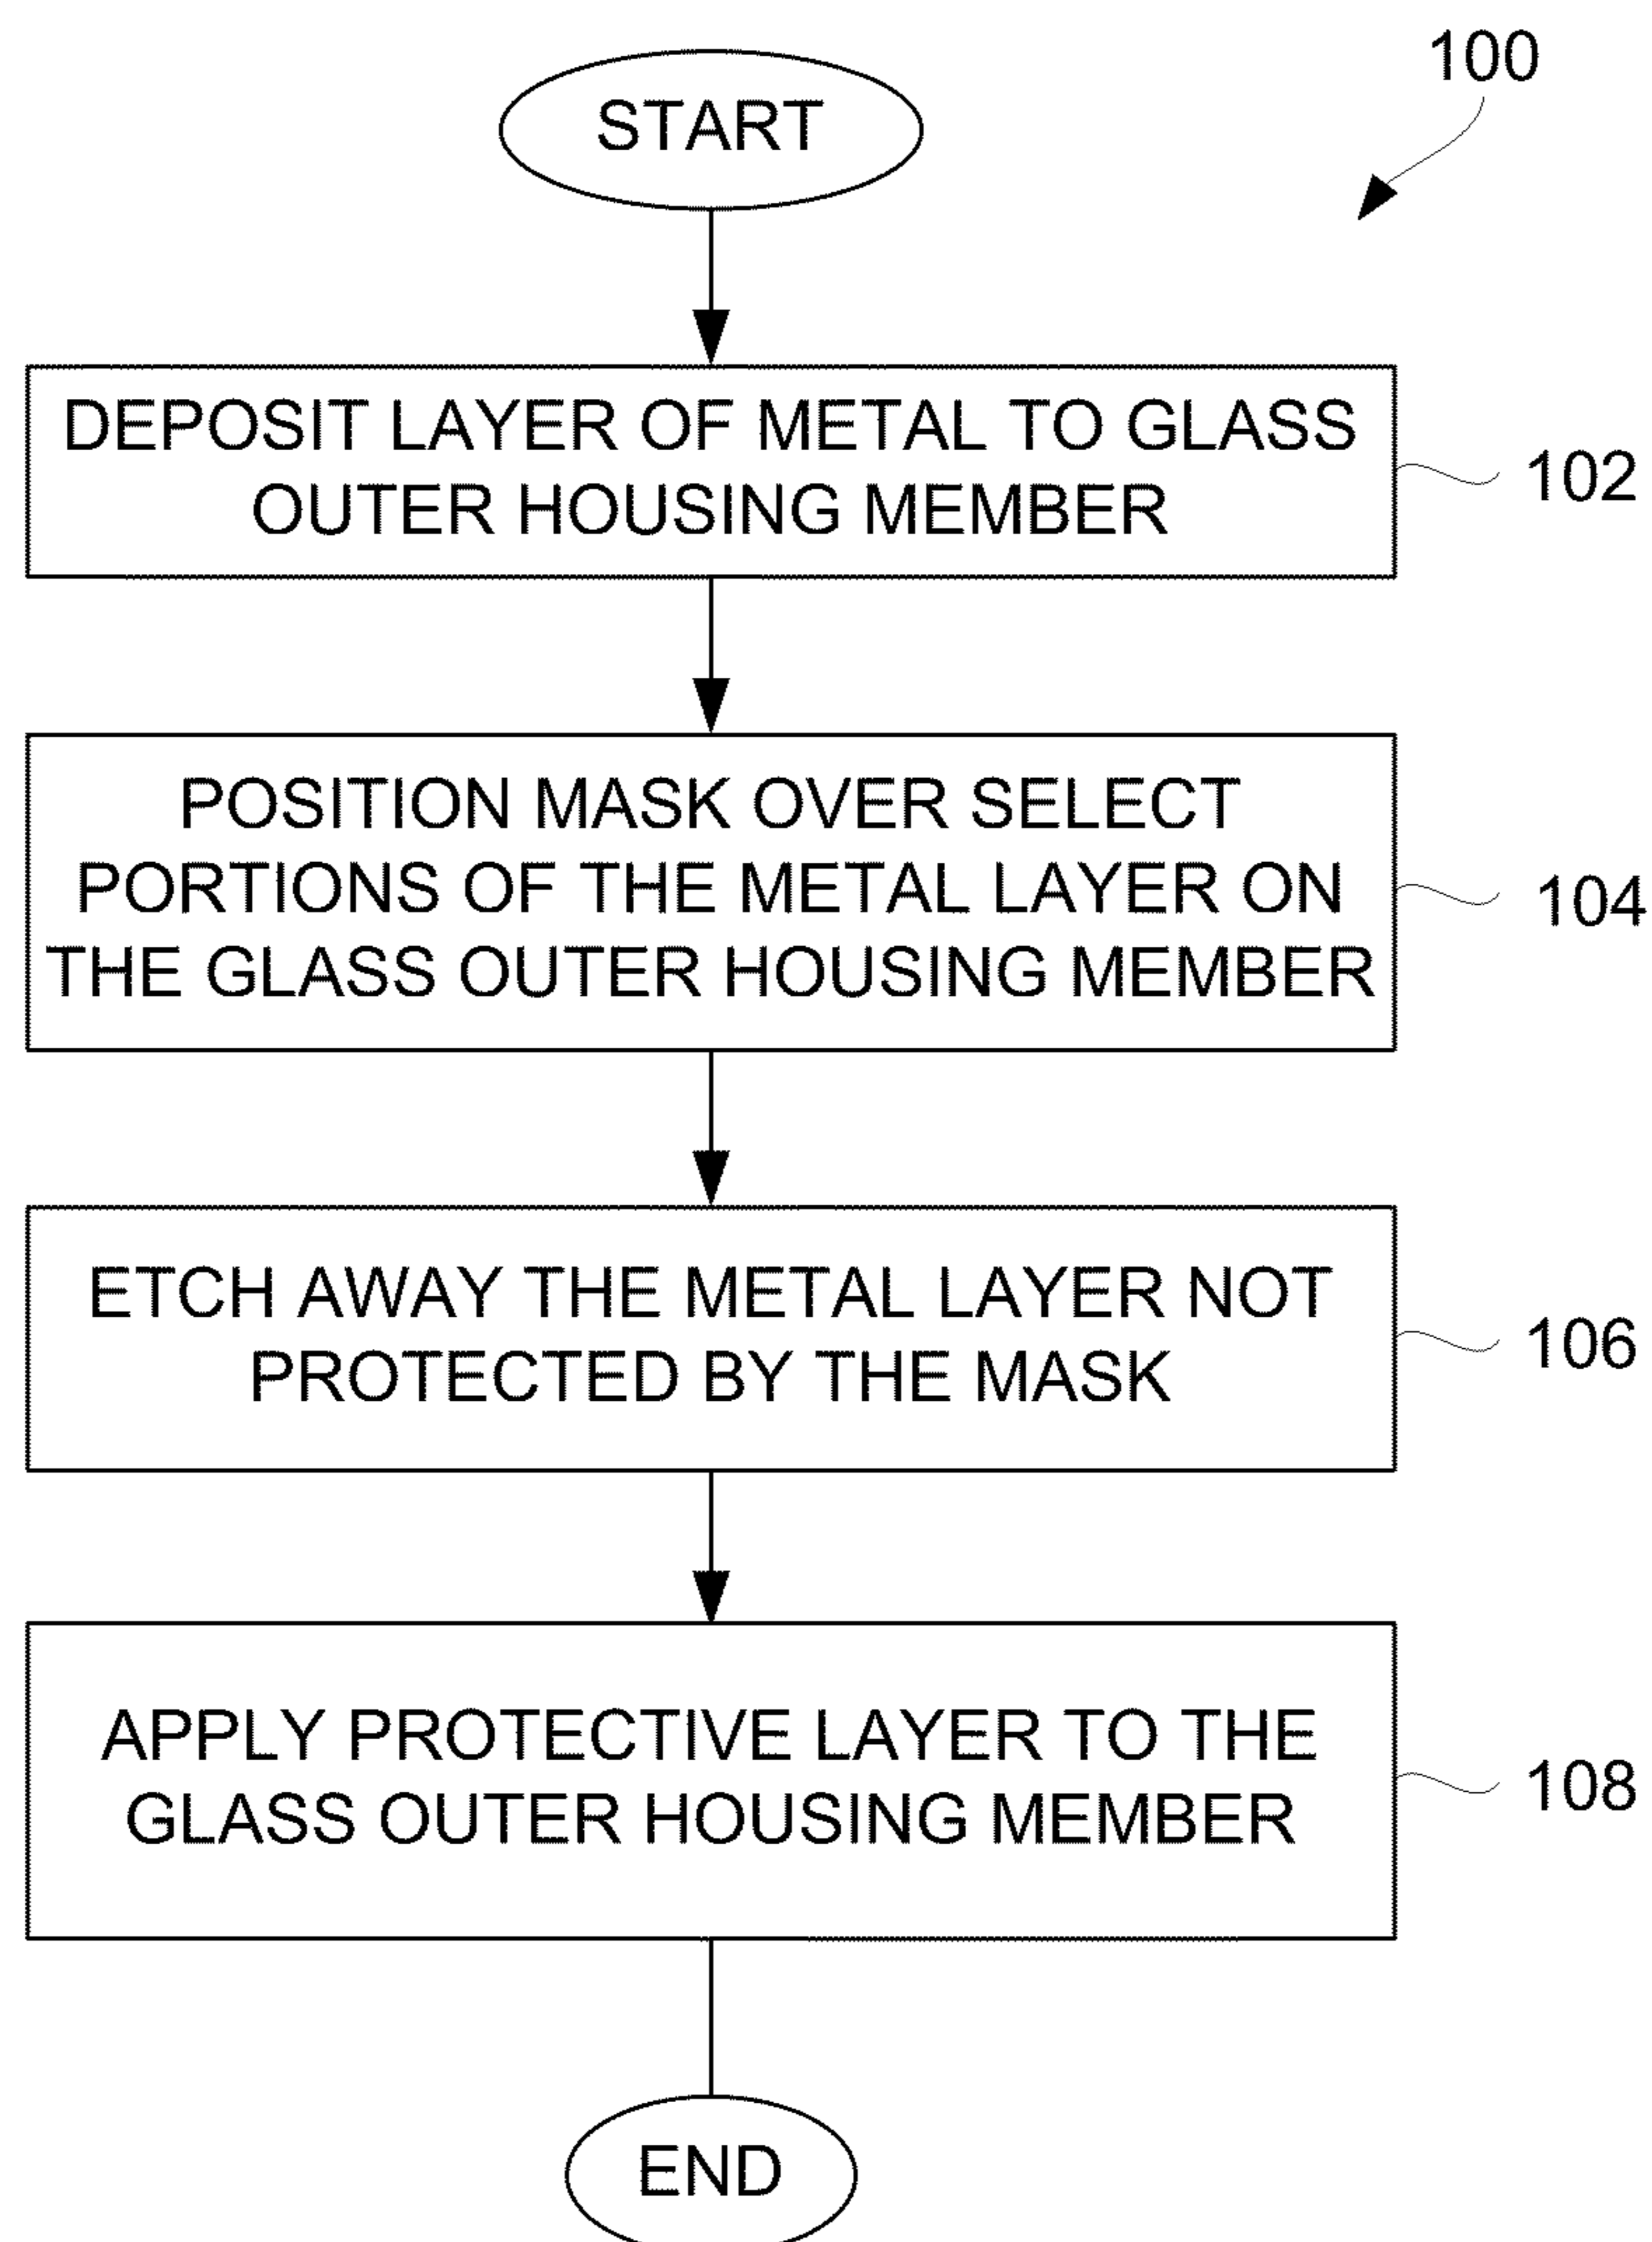 100
START
DEPOSIT LAYER OF METAL TO GLASS
OUTER HOUSING MEMBER
102
POSITION MASK OVER SELECT
PORTIONS OF THE METAL LAYER ON
THE GLASS OUTER HOUSING MEMBER
104
ETCH AWAY THE METAL LAYER NOT
PROTECTED BY THE MASK
106
APPLY PROTECTIVE LAYER TO THE
GLASS OUTER HOUSING MEMBER
108
END